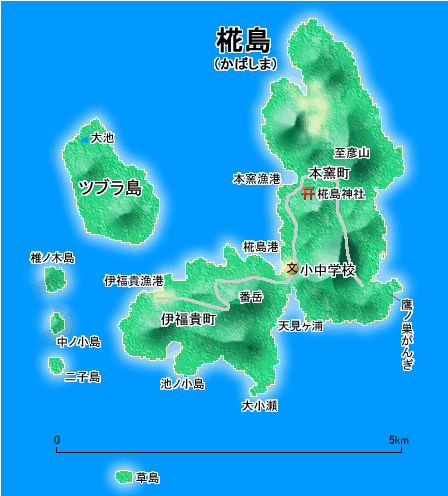 椛島
(かばしま)
大池
ツブラ島
至彦山
本窯町
本窯漁港
椛島神社
椛島港
椎ノ木島
伊福貴漁港
小中学校
文
番岳
伊福貴町
鷹ノ巣がんぎ
天見ヶ浦
中ノ小島
二子島
池ノ小島
大小瀬
0
5km
草島